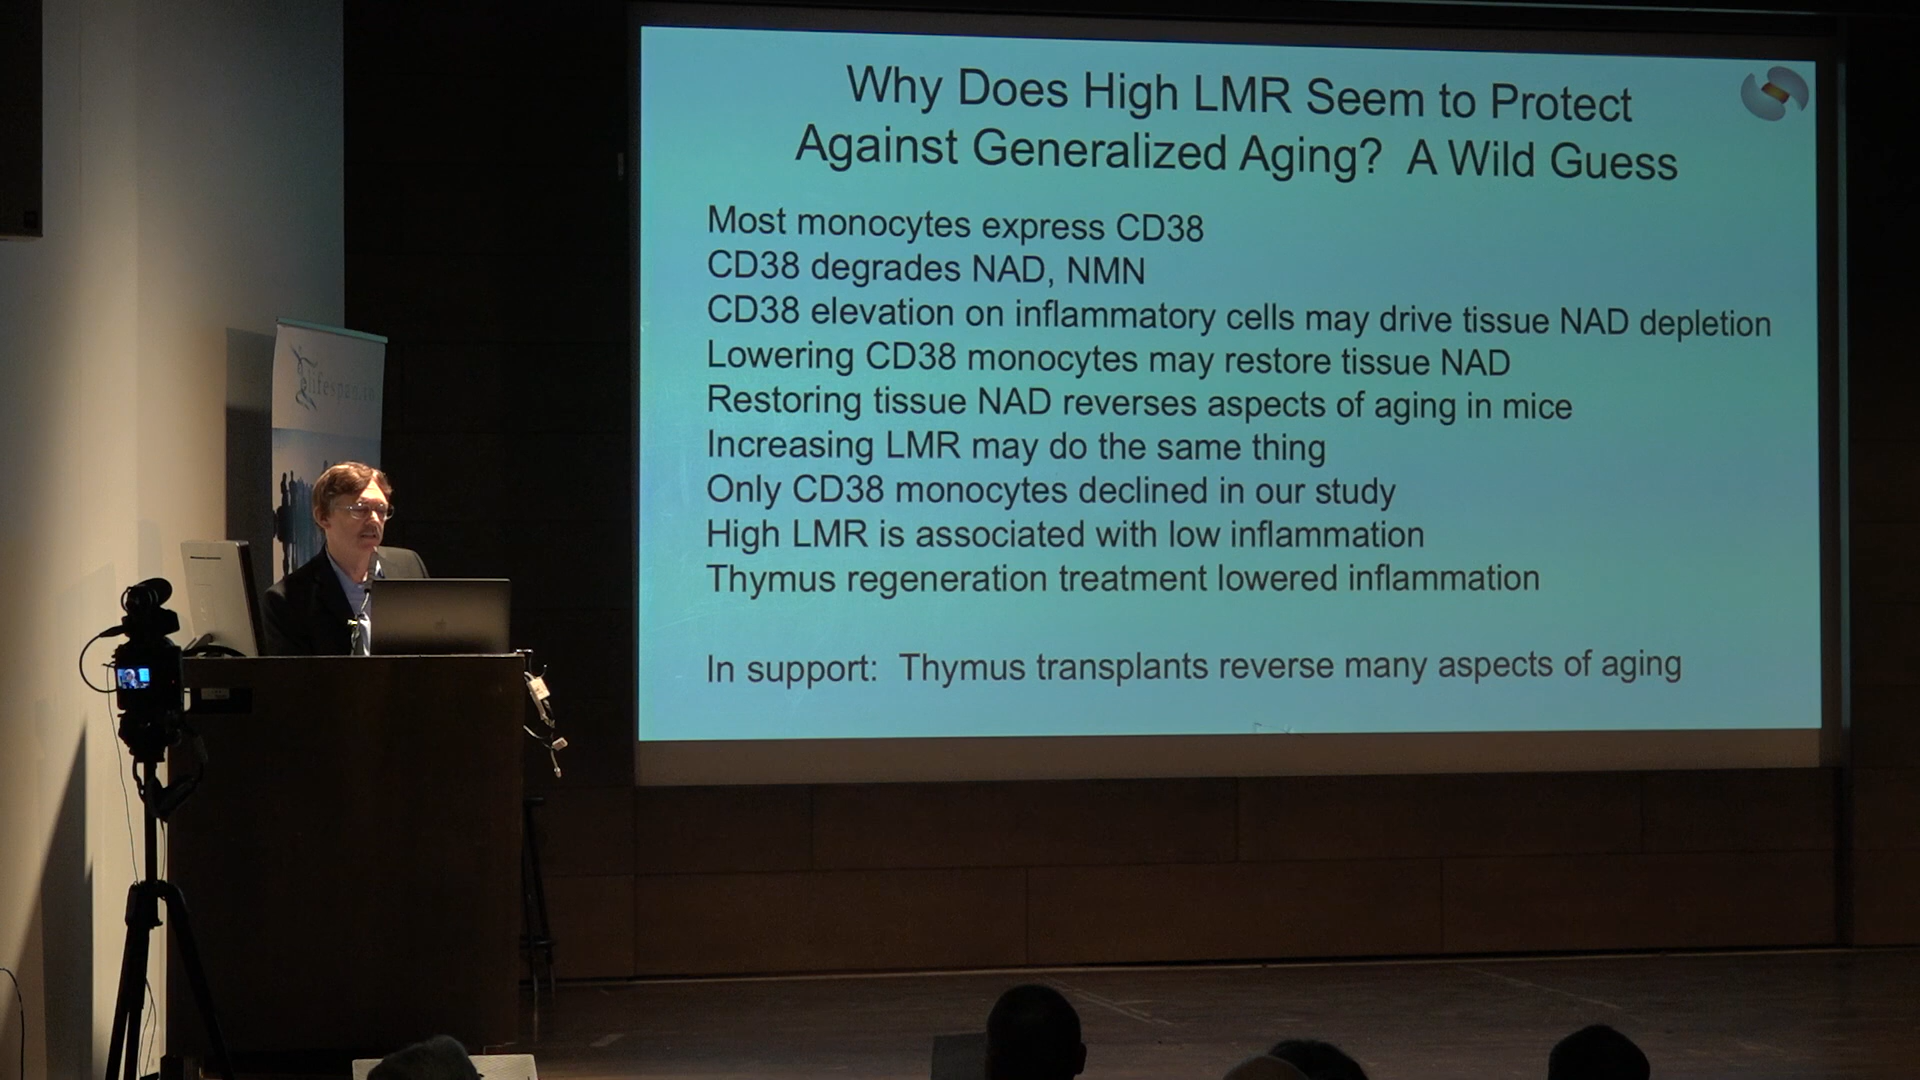 Why Does High LMR Seem to Protect
Against Generalized Aging? A Wild Guess
Most monocytes express CD38
CD38 degrades NAD, NMN
CD38 elevation on inflammatory cells may drive tissue NAD depletion
Lowering CD38 monocytes may restore tissue NAD
Restoring tissue NAD reverses aspects of aging in mice
Increasing LMR may do the same thing
Only CD38 monocytes declined in our study
High LMR is associated with low inflammation
Thymus regeneration treatment lowered inflammation
In support: Thymus transplants reverse many aspects of aging
lifespan.io